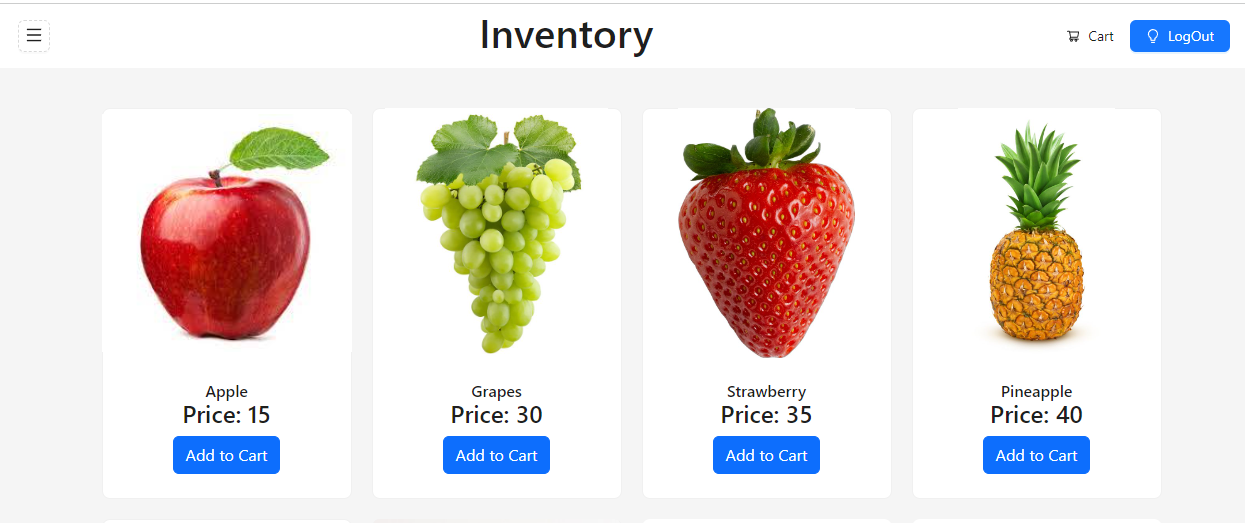 Inventory
Cart
LogOut
Apple
Price: 15
Add to Cart
Grapes
Price: 30
Add to Cart
Strawberry
Price: 35
Add to Cart
Pineapple
Price: 40
Add to Cart